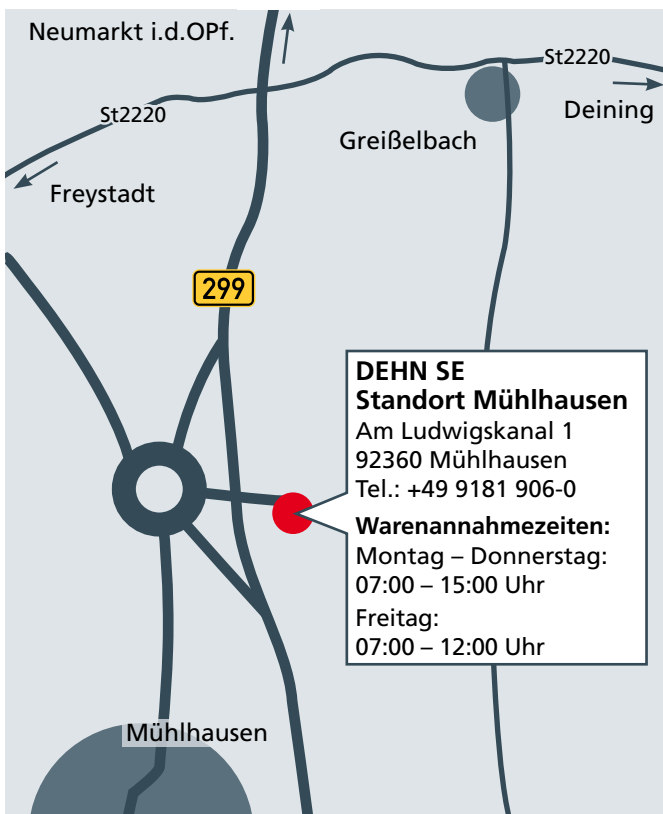 Neumarkt i.d.OPf.
St2220
Deining
St2220
Greißelbach
Freystadt
299
DEHN SE
Standort Mühlhausen
Am Ludwigskanal 1
92360 Mühlhausen
Tel.: +49 9181 906-0
Warenannahmezeiten:
Montag – Donnerstag:
07:00 – 15:00 Uhr
Freitag:
07:00 – 12:00 Uhr
Mühlhausen